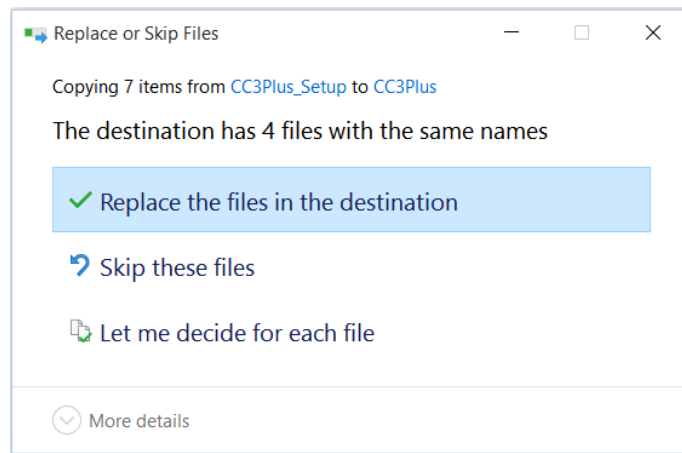 Replace or Skip Files
Copying 7 items from CC3Plus_Setup to CC3Plus
The destination has 4 files with the same names
Replace the files in the destination
Skip these files
Let me decide for each file
More details